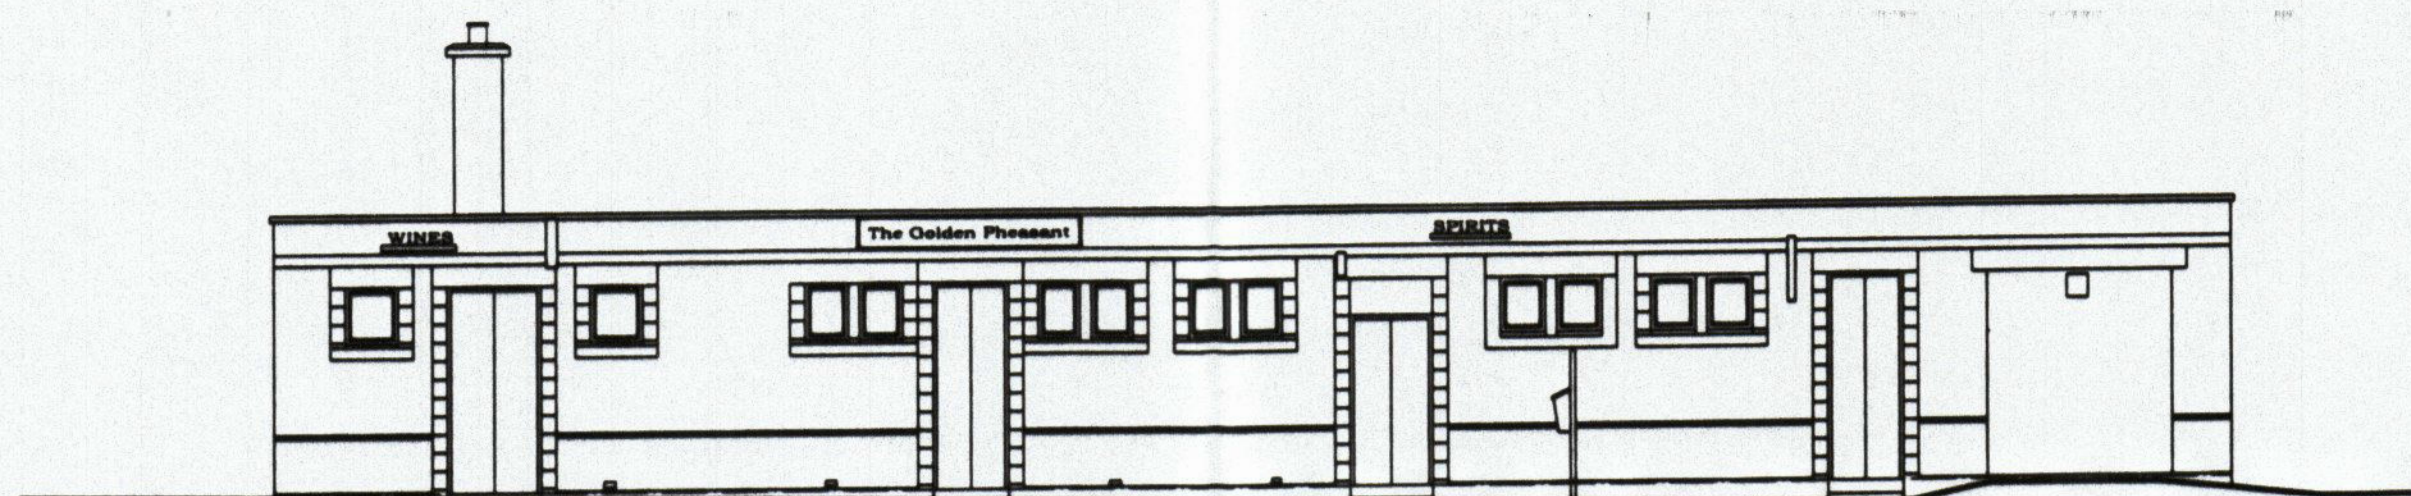 WINES
The Golden Pheasant
SPIRITS